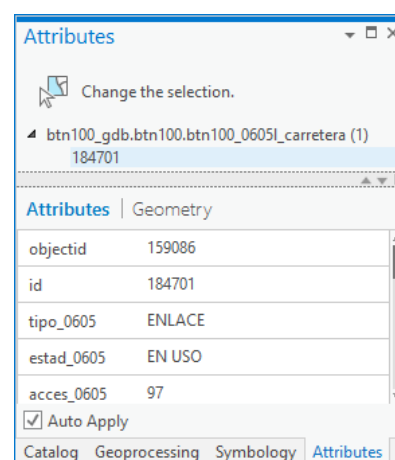 Attributes
Change the selection.
btn100_gdb.btn100.btn100_0605l_carretera (1)
184701
Attributes | Geometry
objectid 159086
id 184701
tipo_0605 ENLACE
estad_0605 EN USO
acces_0605 97
Auto Apply
Catalog Geoprocessing Symbology Attributes